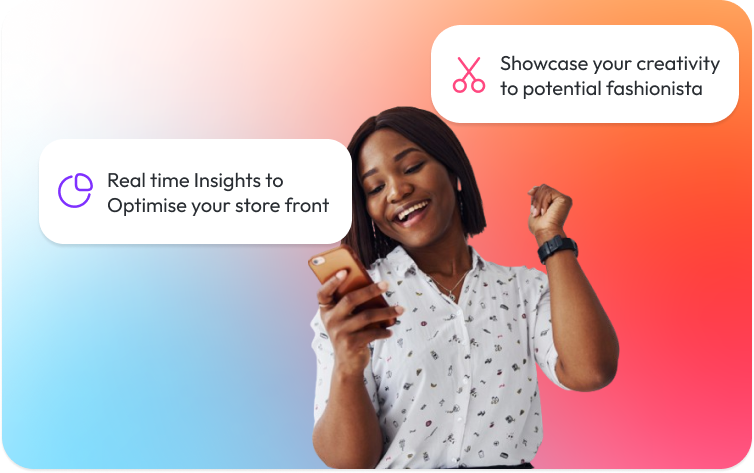 Showcase your creativity
to potential fashionista
Real time Insights to
Optimise your store front